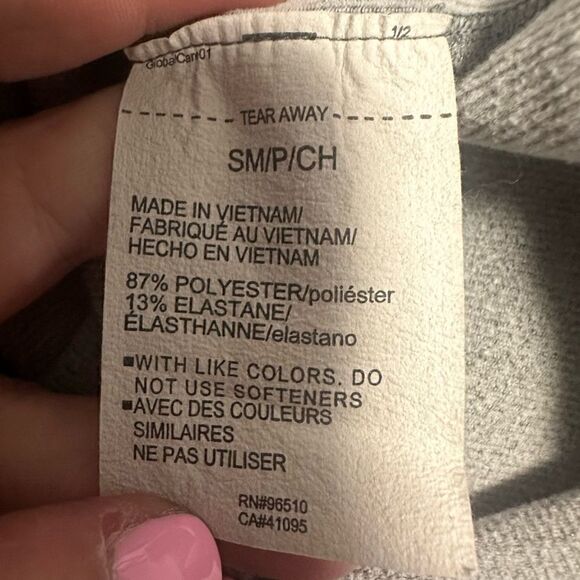 1/2
GlobalCare01
TEAR AWAY
SM/P/CH
MADE IN VIETNAM/
FABRIQUÉ AU VIETNAM/
HECHO EN VIETNAM
87% POLYESTER/poliéster
13% ELASTANE/
ÉLASTHANNE/elastano
WITH LIKE COLORS. DO
NOT USE SOFTENERS
AVEC DES COULEURS
SIMILAIRES
NE PAS UTILISER
RN#96510
CA#41095